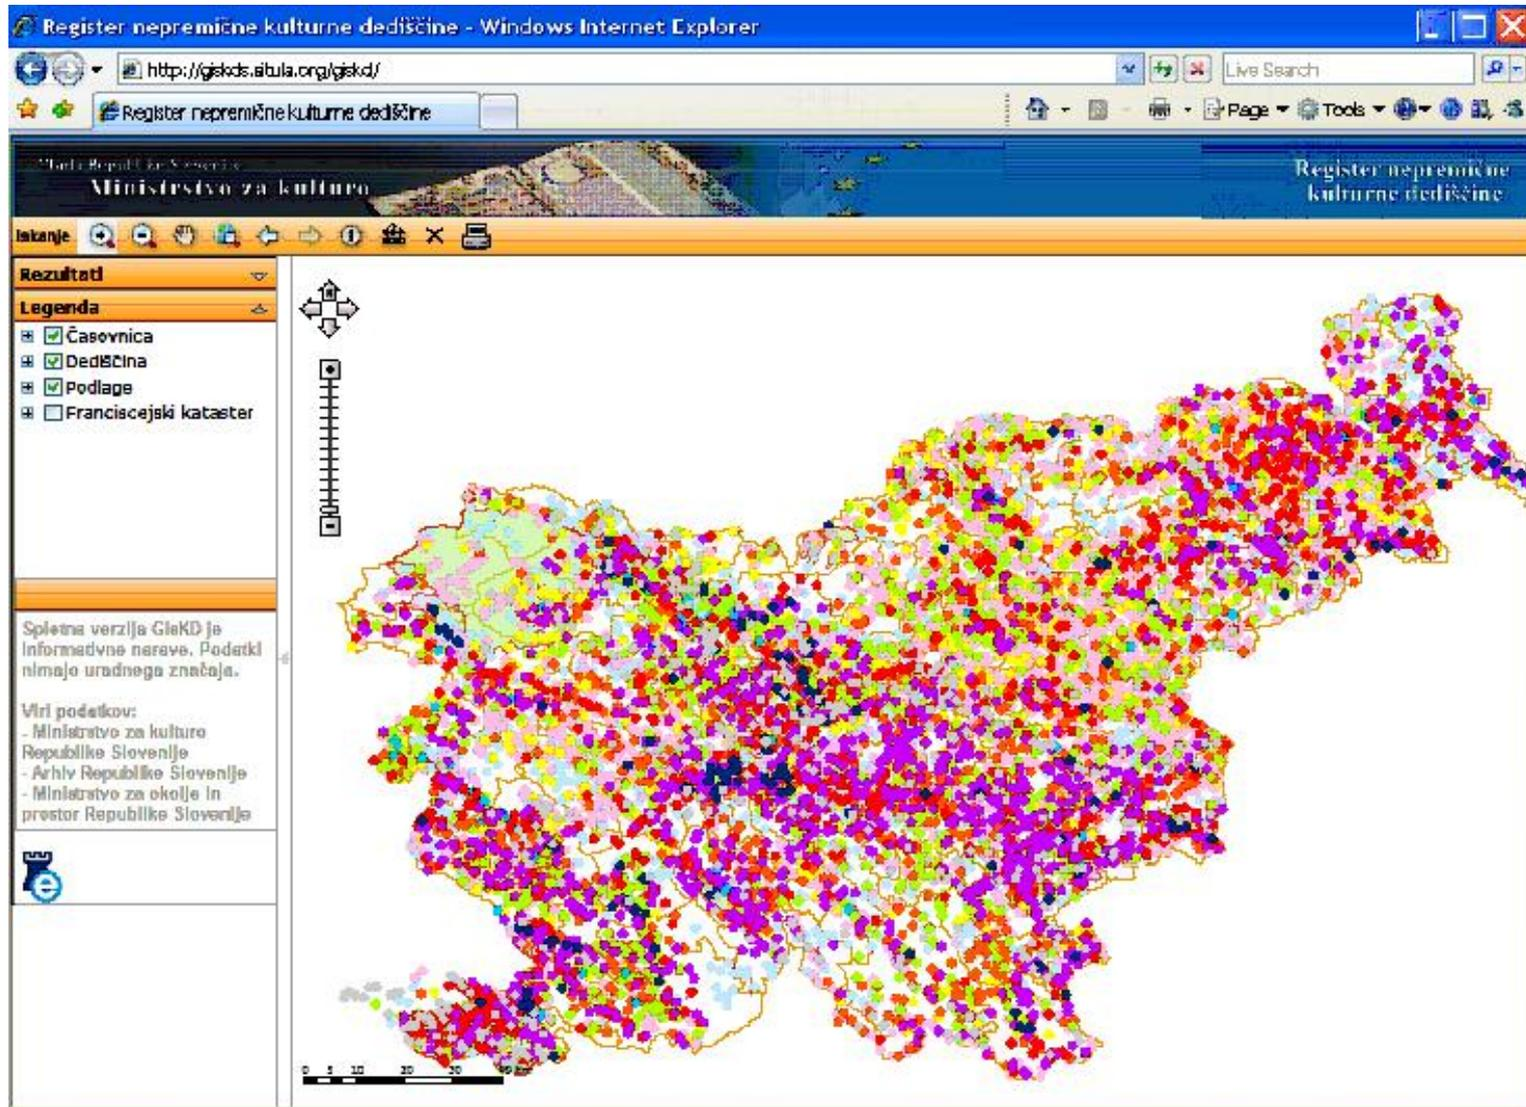 Register nepremične kulturne dediščine - Windows Internet Explorer
http://giskds.situla.org/giskd/
Live Search
Register nepremične kulturne dediščine
Page
Tools
Vlada Republike Slovenije
Ministrstvo za kulturo
Register nepremične
kulturne dediščine
Iskanje
Rezultati
Legenda
Časovnica
Dediščina
Podlage
Franciscejski kataster
Spletna verzija GisKD je
informativne narave. Podatki
nimajo uradnega značaja.
Viri podatkov:
- Ministrstvo za kulturo
Republike Slovenije
- Arhiv Republike Slovenije
- Ministrstvo za okolje in
prostor Republike Slovenije
e
0 5 10 20 30